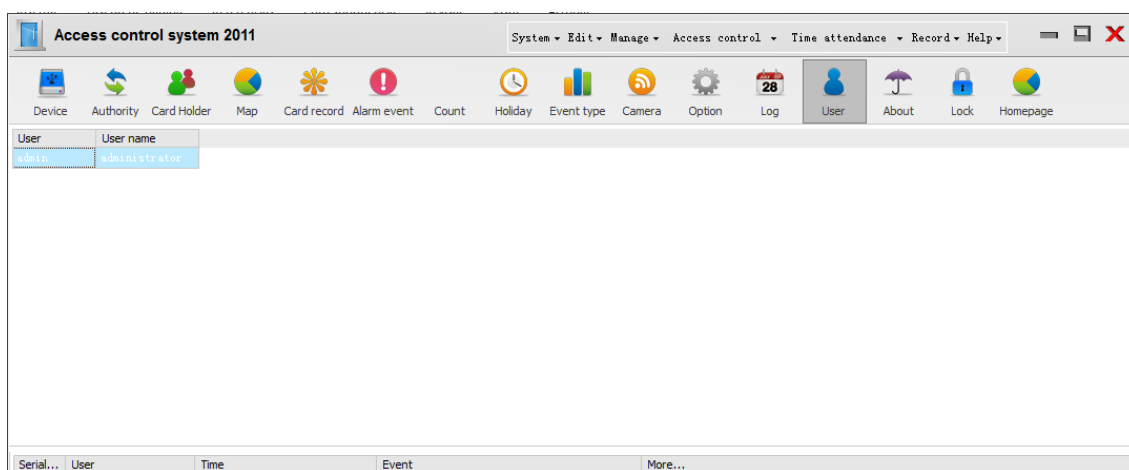 Access control system 2011
System Edit Manage Access control Time attendance Record Help
28
Device Authority Card Holder Map Card record Alarm event Count Holiday Event type Camera Option Log User About Lock Homepage
User User name
admin administrator
Serial... User Time Event More...